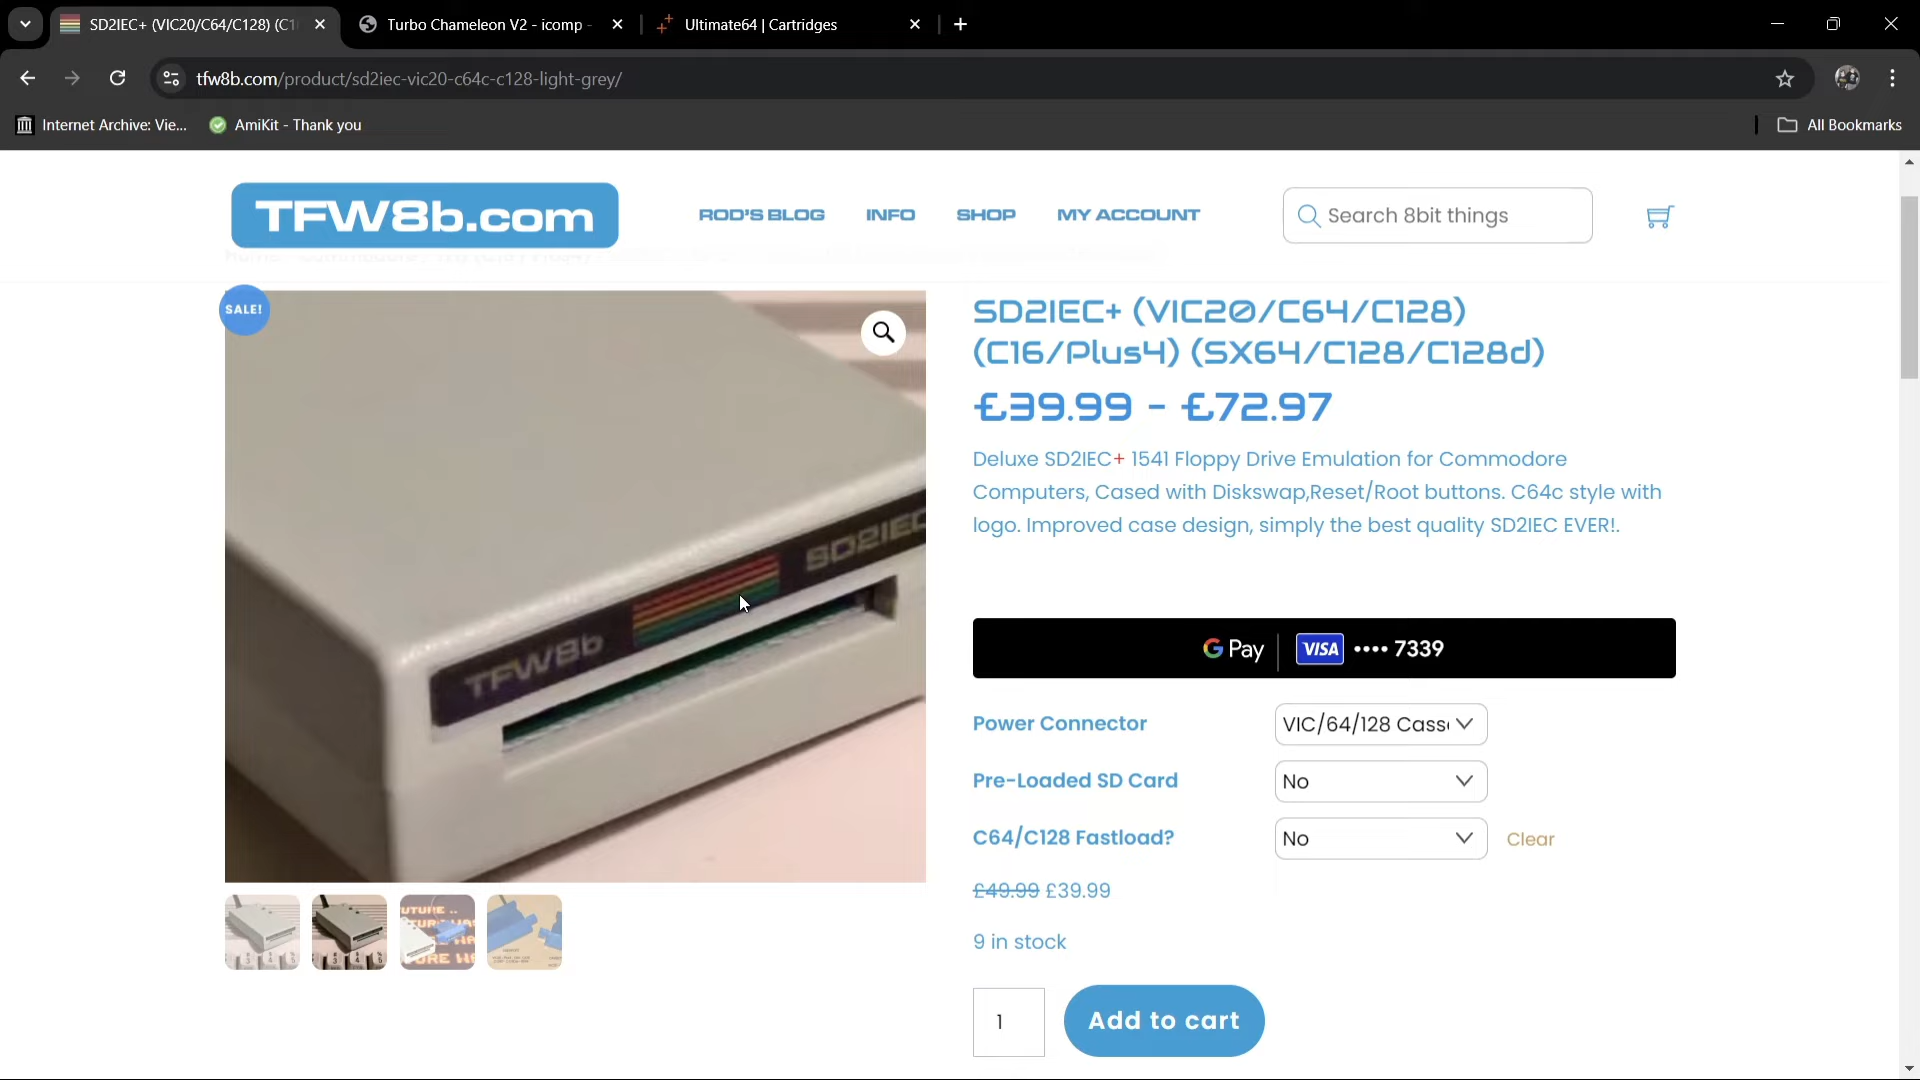 SD2IEC+ (VIC20/C64/C128) (C1
Turbo Chameleon V2 - icomp -
Ultimate64 | Cartridges
tfw8b.com/product/sd2iec-vic20-c64c-c128-light-grey/
Internet Archive: Vie...
AmiKit - Thank you
All Bookmarks
TFW8b.com
ROD'S BLOG
INFO
SHOP
MY ACCOUNT
Search 8bit things
SALE!
TFW8b
SD2IEC
SD2IEC+ (VIC20/C64/C128)
(C16/Plus4) (SX64/C128/C128d)
£39.99 - £72.97
Deluxe SD2IEC+ 1541 Floppy Drive Emulation for Commodore
Computers, Cased with Diskswap,Reset/Root buttons. C64c style with
logo. Improved case design, simply the best quality SD2IEC EVER!.
G Pay
VISA
•••• 7339
Power Connector
VIC/64/128 Cass
Pre-Loaded SD Card
No
C64/C128 Fastload?
No
Clear
£49.99 £39.99
9 in stock
1
Add to cart